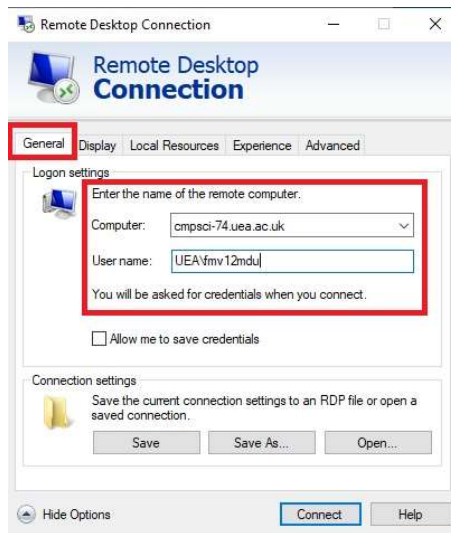 Remote Desktop Connection
Remote Desktop
Connection
General Display Local Resources Experience Advanced
Logon settings
Enter the name of the remote computer.
Computer: cmpsci-74.uea.ac.uk
User name: UEA\fmv12mdu
You will be asked for credentials when you connect.
Allow me to save credentials
Connection settings
Save the current connection settings to an RDP file or open a
saved connection.
Save Save As... Open...
Hide Options Connect Help